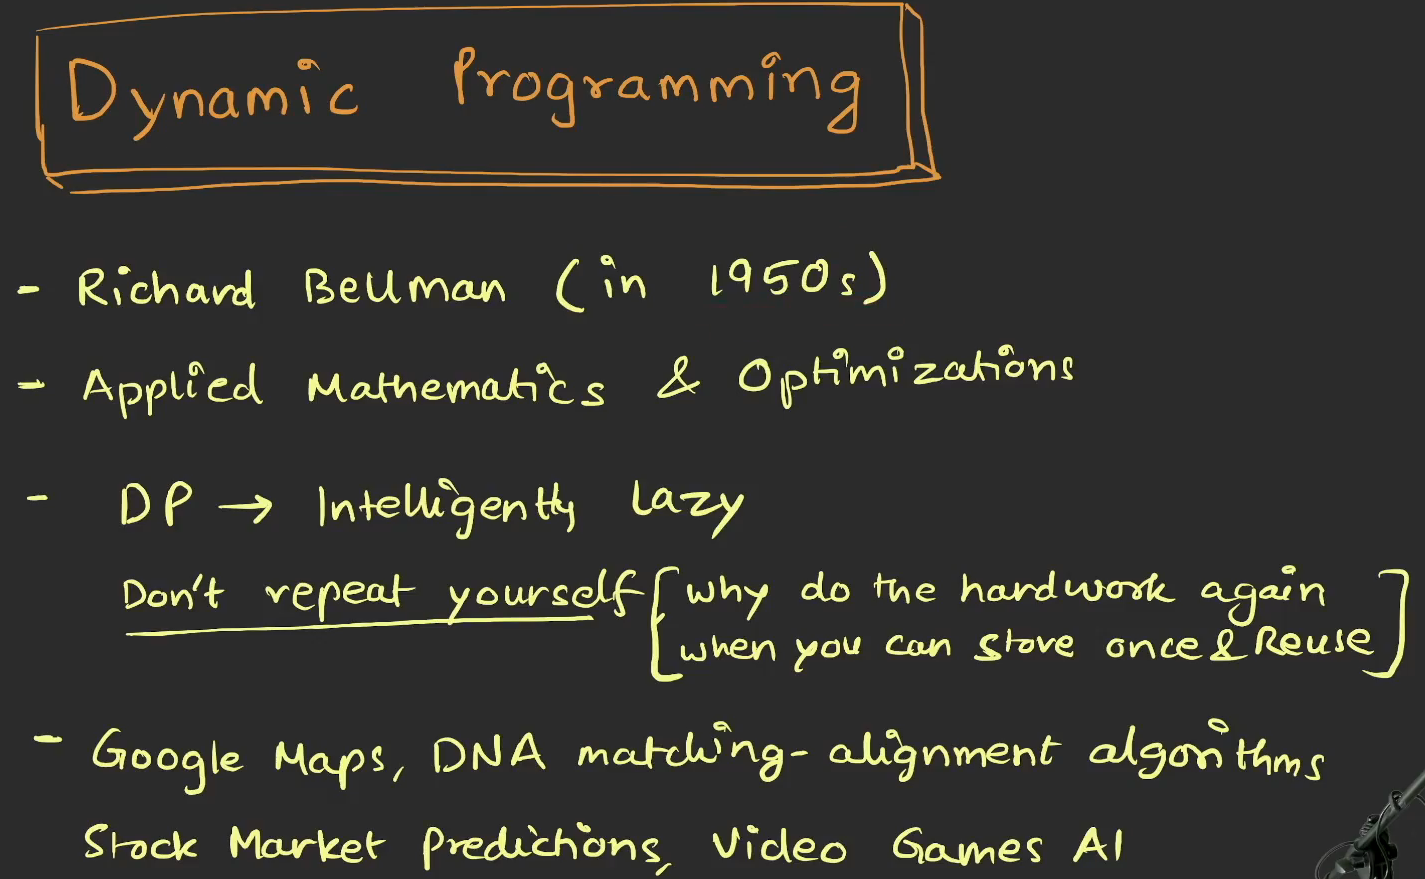 Dynamic Programming
- Richard Bellman (in 1950s)
- Applied Mathematics & Optimizations
- DP → Intelligently lazy
Don't repeat yourself [why do the hardwork again
when you can store once & Reuse]
- Google Maps, DNA matching-alignment algorithms
Stock Market Predictions, Video Games AI